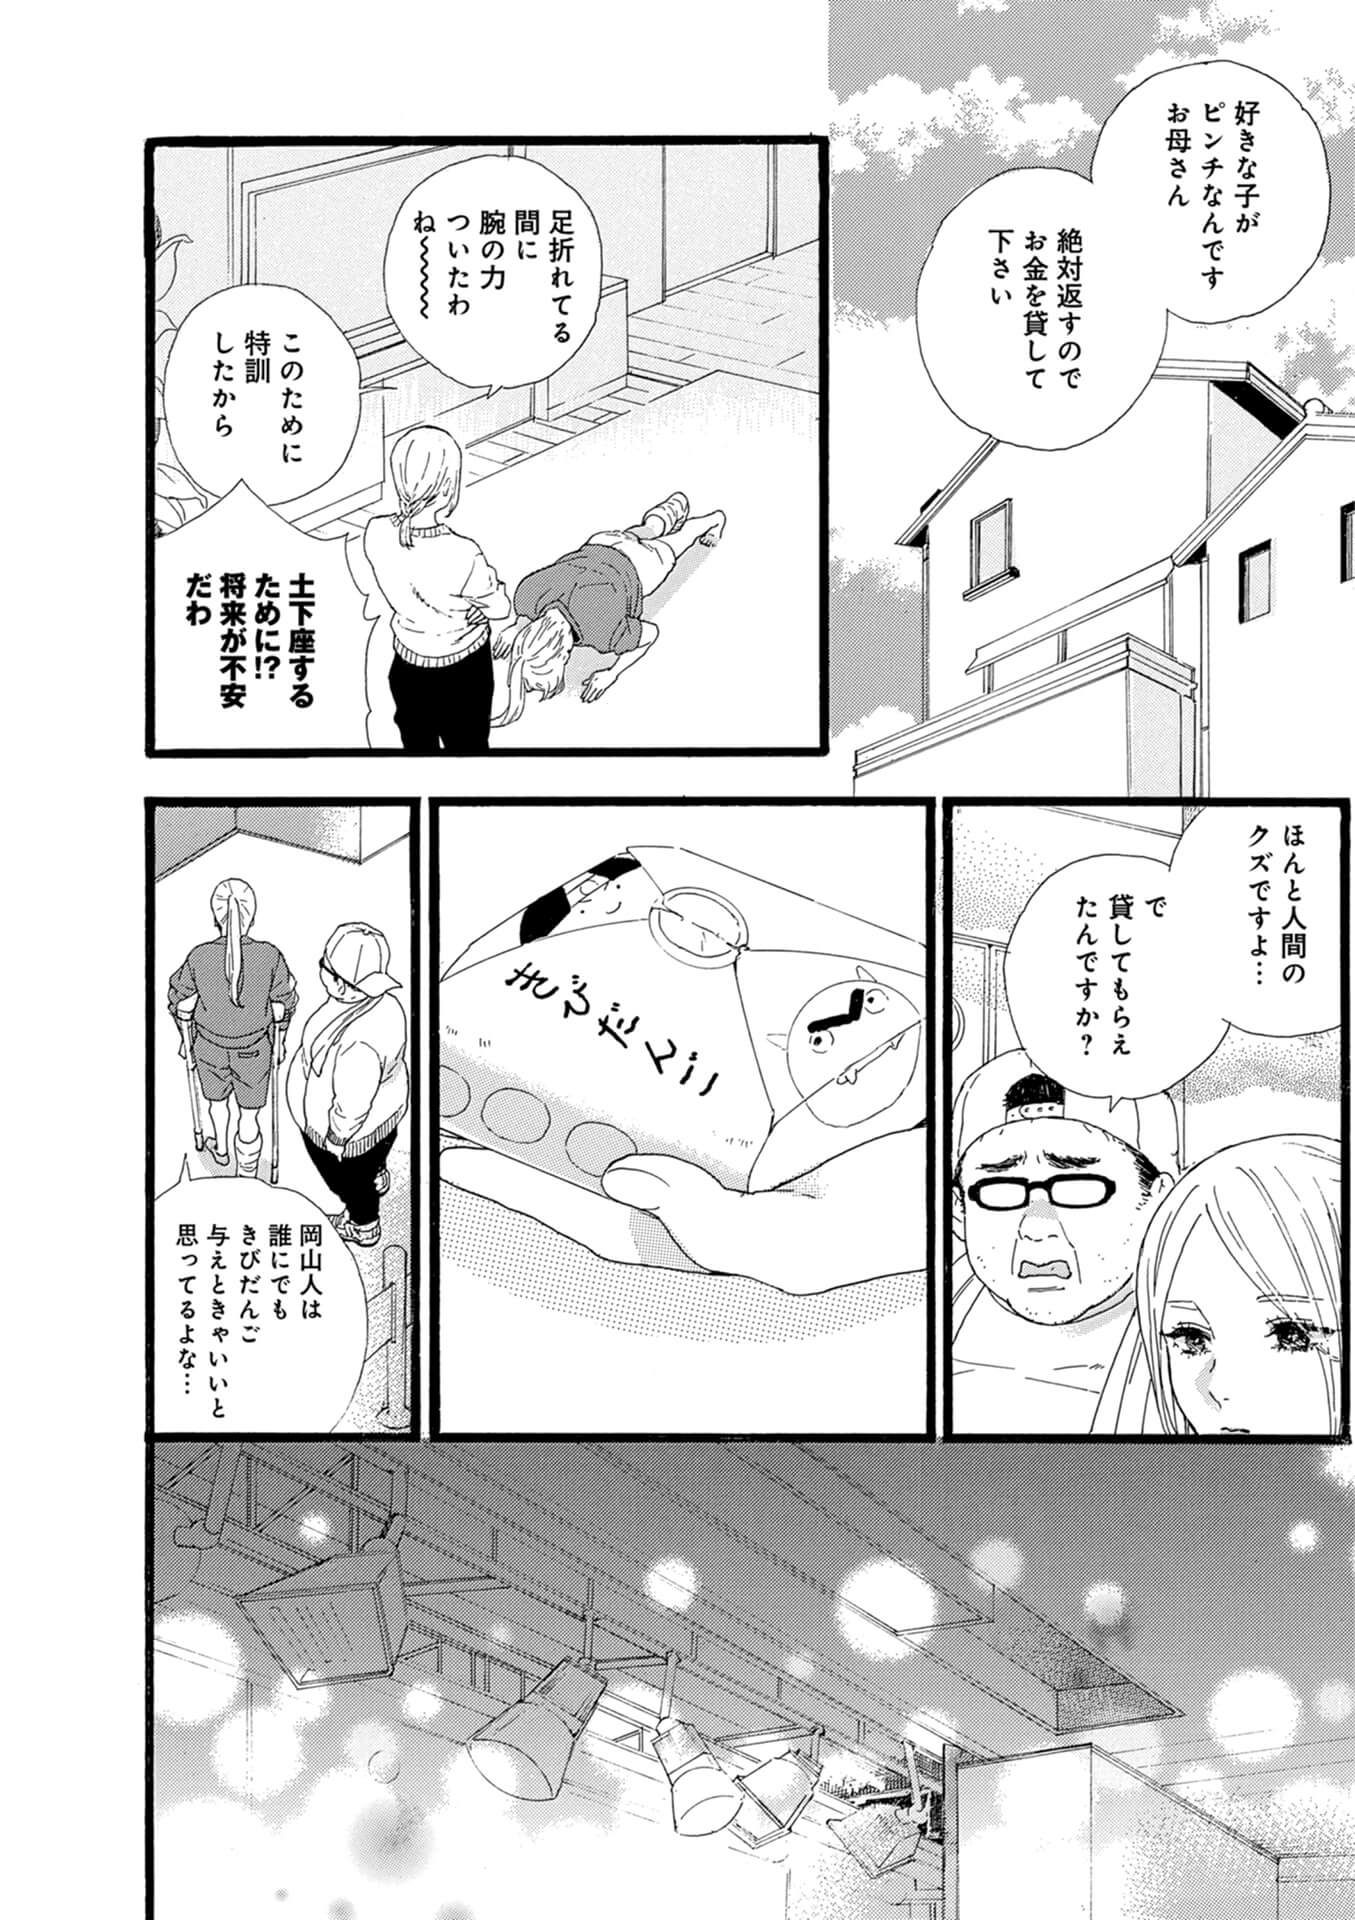 好きな子が
ピンチなんです
お母さん
絶対返すので
お金を貸して
下さい
足折れてる
間に
腕の力
ついたわ
ね〜〜〜〜
このために
特訓
したから
土下座する
ために!?
将来が不安
だわ
ほんと人間の
クズですよ…
で
貸してもらえ
たんですか?
きびだんご
岡山人は
誰にでも
きびだんご
与えときゃいいと
思ってるよな…